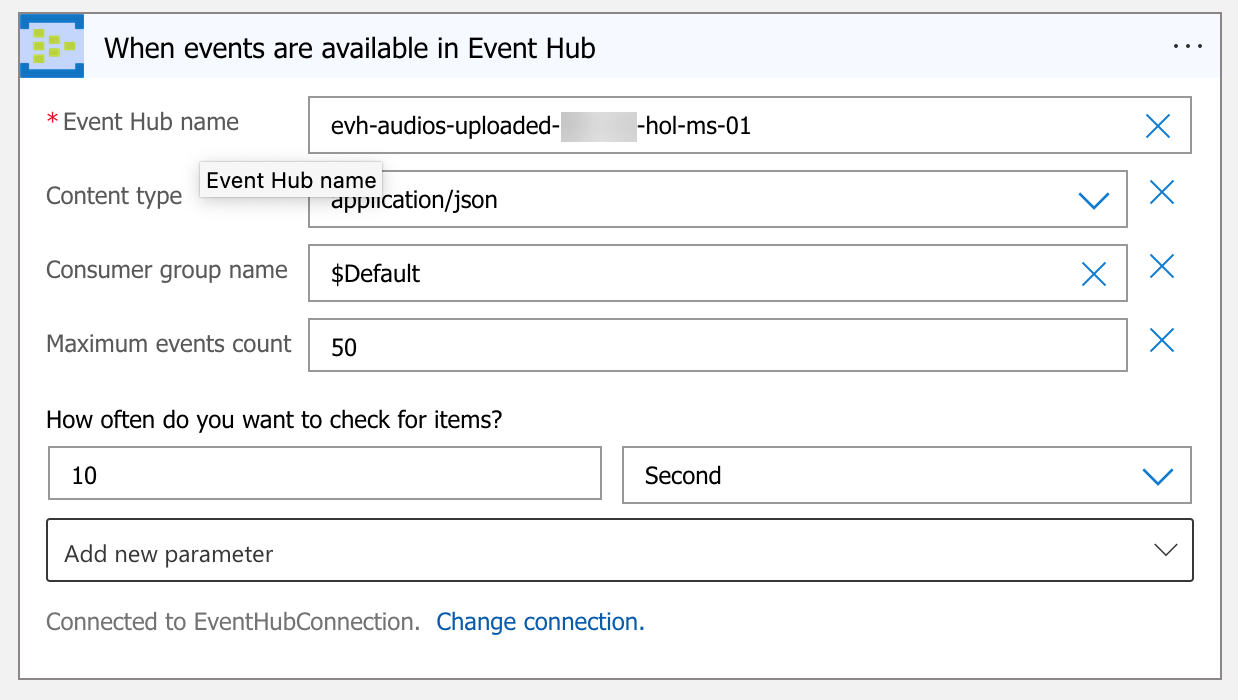 When events are available in Event Hub
* Event Hub name
evh-audios-uploaded- -hol-ms-01
Event Hub name
Content type
application/json
Consumer group name
$Default
Maximum events count
50
How often do you want to check for items?
10
Second
Add new parameter
Connected to EventHubConnection. Change connection.